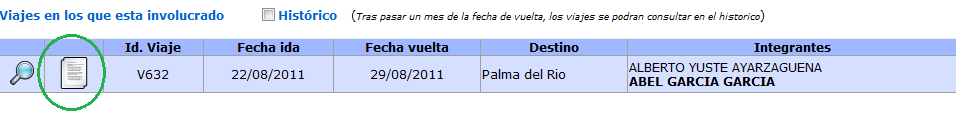 Viajes en los que esta involucrado Histórico (Tras pasar un mes de la fecha de vuelta, los viajes se podran consultar en el historico)
Id. Viaje Fecha ida Fecha vuelta Destino Integrantes
V632 22/08/2011 29/08/2011 Palma del Rio ALBERTO YUSTE AYARZAGUENA
ABEL GARCIA GARCIA